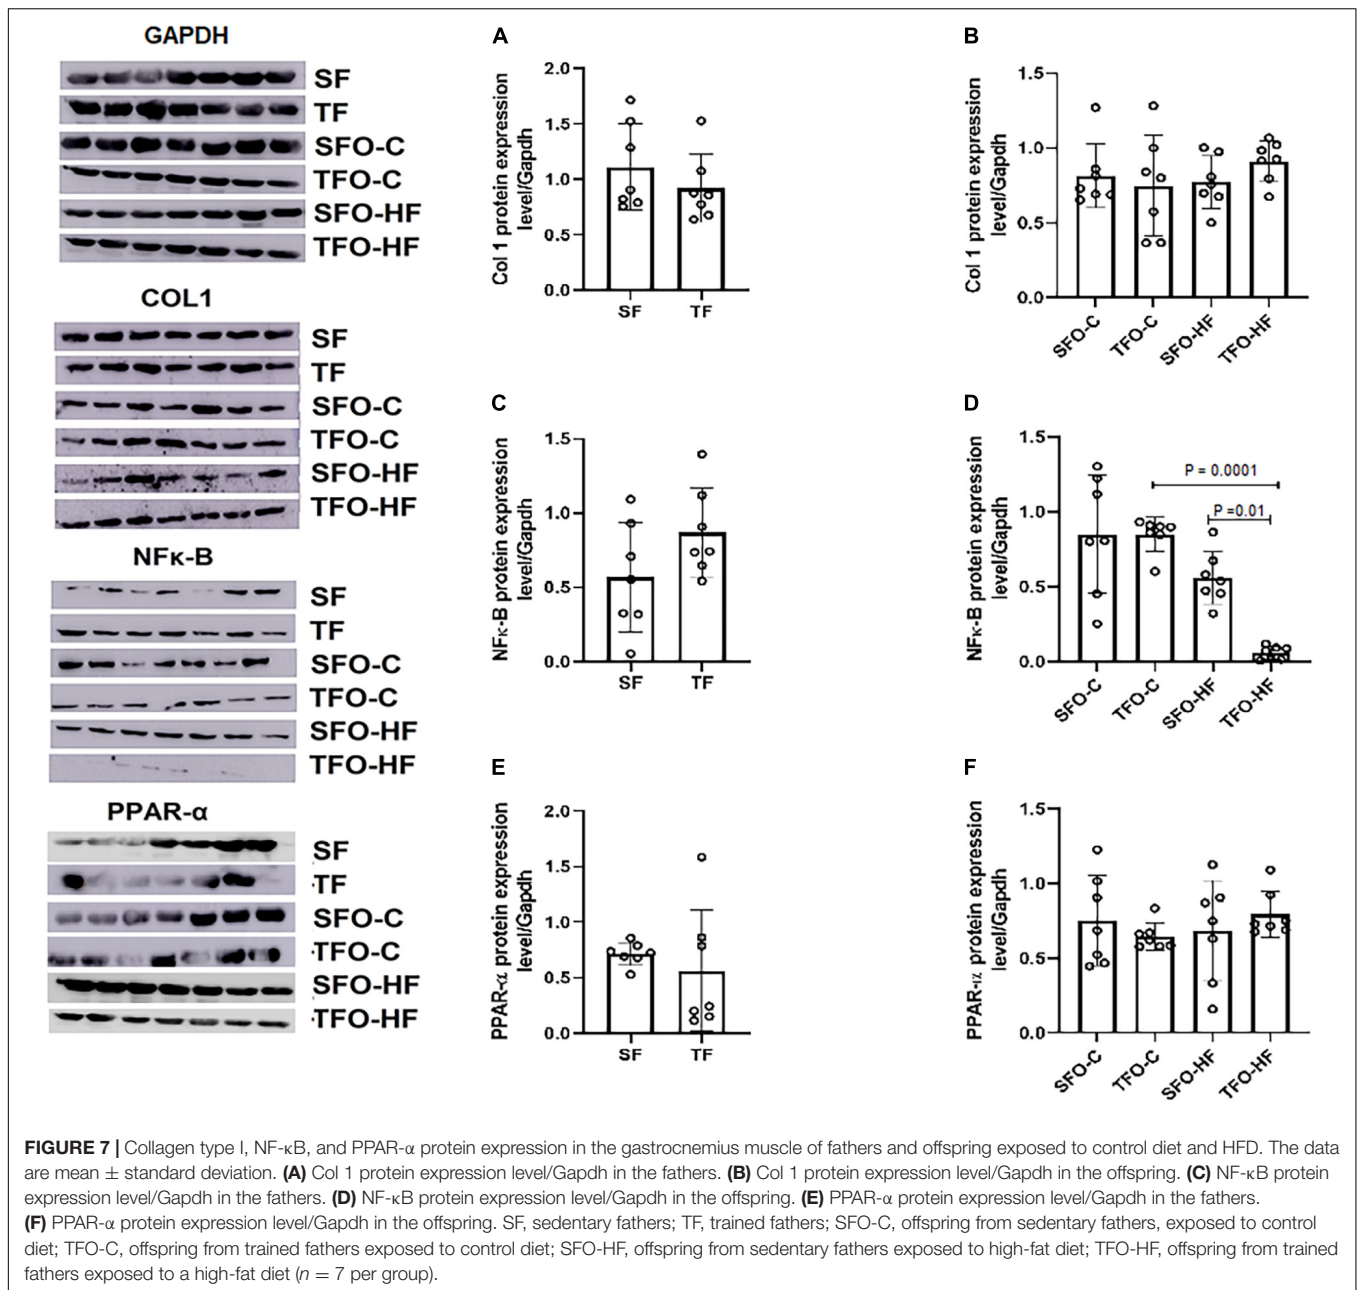 GAPDH
SF
TF
SFO-C
TFO-C
SFO-HF
TFO-HF
COL1
SF
TF
SFO-C
TFO-C
SFO-HF
TFO-HF
NFκ-B
SF
TF
SFO-C
TFO-C
SFO-HF
TFO-HF
PPAR-α
SF
TF
SFO-C
TFO-C
SFO-HF
TFO-HF
A
Col 1 protein expression
level/Gapdh
2.0
1.5
1.0
0.5
0.0
SF TF
B
Col 1 protein expression
level/Gapdh
1.5
1.0
0.5
0.0
SFO-C TFO-C SFO-HF TFO-HF
C
NFκ-B protein expression
level/Gapdh
1.5
1.0
0.5
0.0
SF TF
D
NFκ-B protein expression
level/Gapdh
1.5
1.0
0.5
0.0
P = 0.0001
P =0.01
SFO-C TFO-C SFO-HF TFO-HF
E
PPAR-α protein expression
level/Gapdh
2.0
1.5
1.0
0.5
0.0
SF TF
F
PPAR-α protein expression
level/Gapdh
1.5
1.0
0.5
0.0
SFO-C TFO-C SFO-HF TFO-HF
FIGURE 7 | Collagen type I, NF-κB, and PPAR-α protein expression in the gastrocnemius muscle of fathers and offspring exposed to control diet and HFD. The data
are mean ± standard deviation. (A) Col 1 protein expression level/Gapdh in the fathers. (B) Col 1 protein expression level/Gapdh in the offspring. (C) NF-κB protein
expression level/Gapdh in the fathers. (D) NF-κB protein expression level/Gapdh in the offspring. (E) PPAR-α protein expression level/Gapdh in the fathers.
(F) PPAR-α protein expression level/Gapdh in the offspring. SF, sedentary fathers; TF, trained fathers; SFO-C, offspring from sedentary fathers, exposed to control
diet; TFO-C, offspring from trained fathers exposed to control diet; SFO-HF, offspring from sedentary fathers exposed to high-fat diet; TFO-HF, offspring from trained
fathers exposed to a high-fat diet (n = 7 per group).